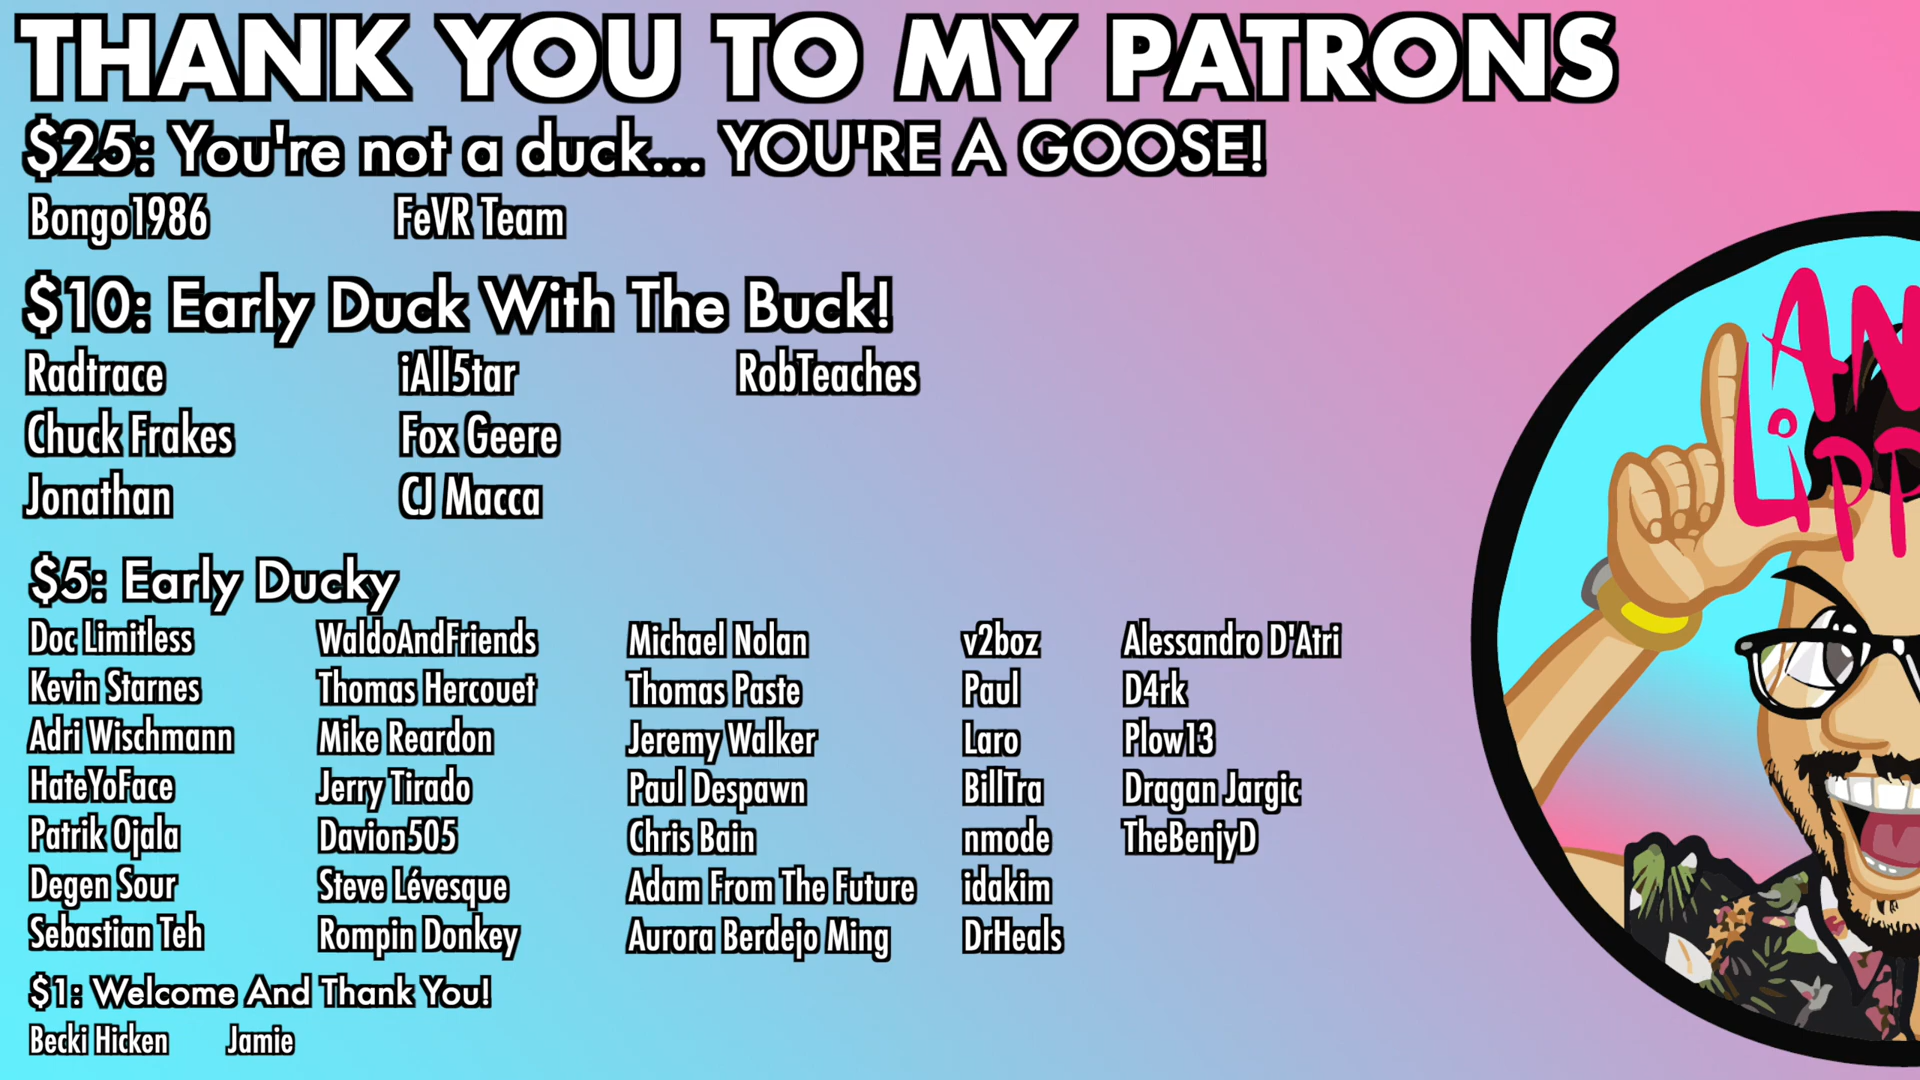 THANK YOU TO MY PATRONS
$25: You're not a duck... YOU'RE A GOOSE!
Bongo1986 FeVR Team
$10: Early Duck With The Buck!
Radtrace iAll5tar RobTeaches
Chuck Frakes Fox Geere
Jonathan CJ Macca
$5: Early Ducky
Doc Limitless WaldoAndFriends Michael Nolan v2boz Alessandro D'Atri
Kevin Starnes Thomas Hercouet Thomas Paste Paul D4rk
Adri Wischmann Mike Reardon Jeremy Walker Laro Plow13
HateYoFace Jerry Tirado Paul Despawn BillTra Dragan Jargic
Patrik Ojala Davion505 Chris Bain nmode TheBenjyD
Degen Sour Steve Lévesque Adam From The Future idakim
Sebastian Teh Rompin Donkey Aurora Berdejo Ming DrHeals
$1: Welcome And Thank You!
Becki Hicken Jamie
AN
LiPP